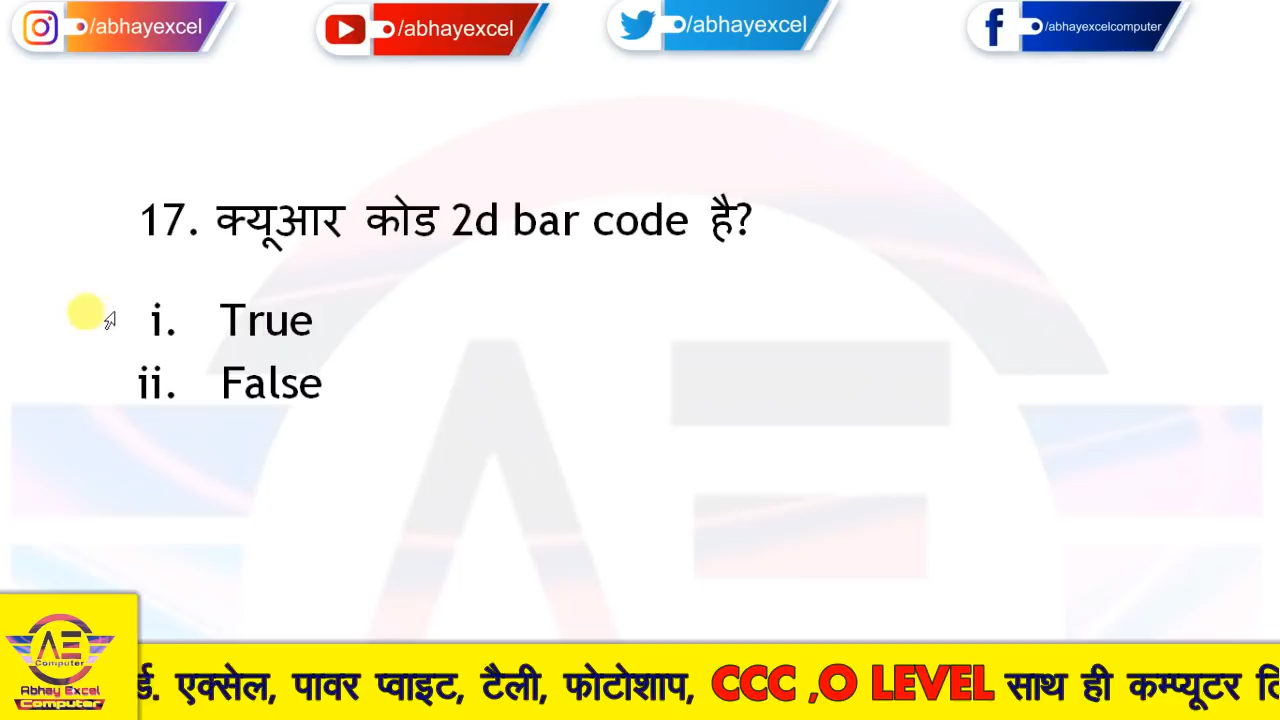 /abhayexcel /abhayexcel /abhayexcel /abhayexcelcomputer
17. क्यूआर कोड 2d bar code है?
i. True
ii. False
AE
Computer
Abhay Excel
Computer
र्ड. एक्सेल, पावर प्वाइट, टैली, फोटोशाप, CCC ,O LEVEL साथ ही कम्प्यूटर